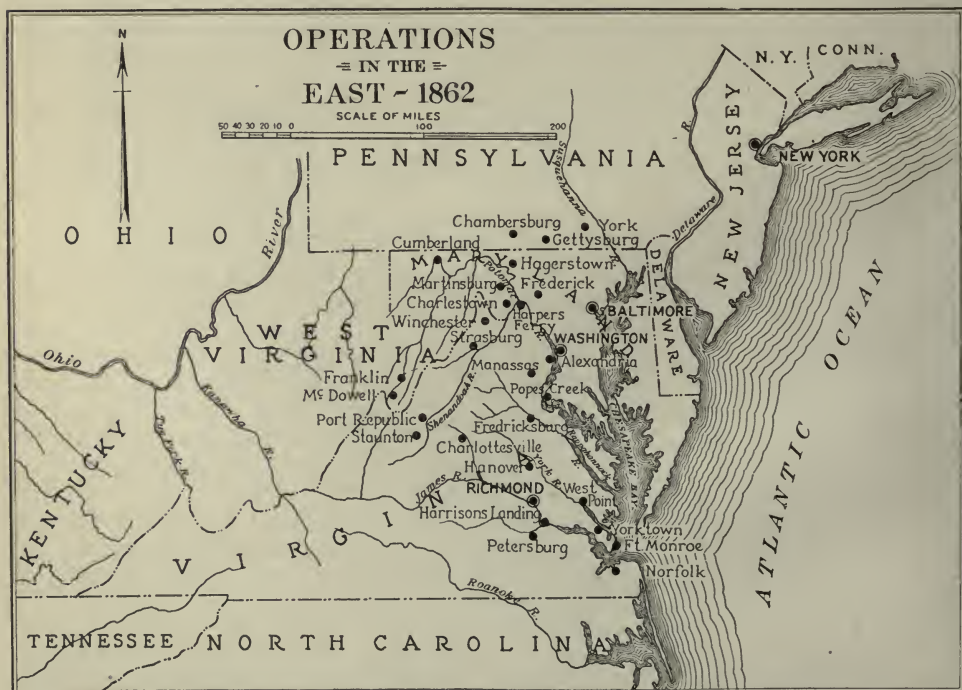 N
OPERATIONS
IN THE
EAST ~ 1862
SCALE OF MILES
50 40 30 20 10 0 100 200
N.Y. CONN.
NEW YORK
NEW JERSEY
PENNSYLVANIA
Susquehanna R.
Delaware R.
OHIO
River
Ohio
Chambersburg
York
Gettysburg
Cumberland
MARYLAND
Potomac
Hagerstown
Martinsburg
Frederick
Charlestown
Harpers
Ferry
Winchester
Strasburg
BALTIMORE
WASHINGTON
DELAWARE
WEST
VIRGINIA
Manassas
Alexandria
Franklin
Mc Dowell
Popes Creek
Shenandoah R.
Port Republic
Staunton
Fredricksburg
Charlottesville
Rappahannock R.
CHESAPEAKE BAY
Hanover
York R.
Kanawha R.
Tug Fork R.
KENTUCKY
James R.
RICHMOND
West
Point
Harrisons Landing
Yorktown
Petersburg
Ft. Monroe
Norfolk
VIRGINIA
Roanoke R.
TENNESSEE
NORTH CAROLINA
ATLANTIC OCEAN